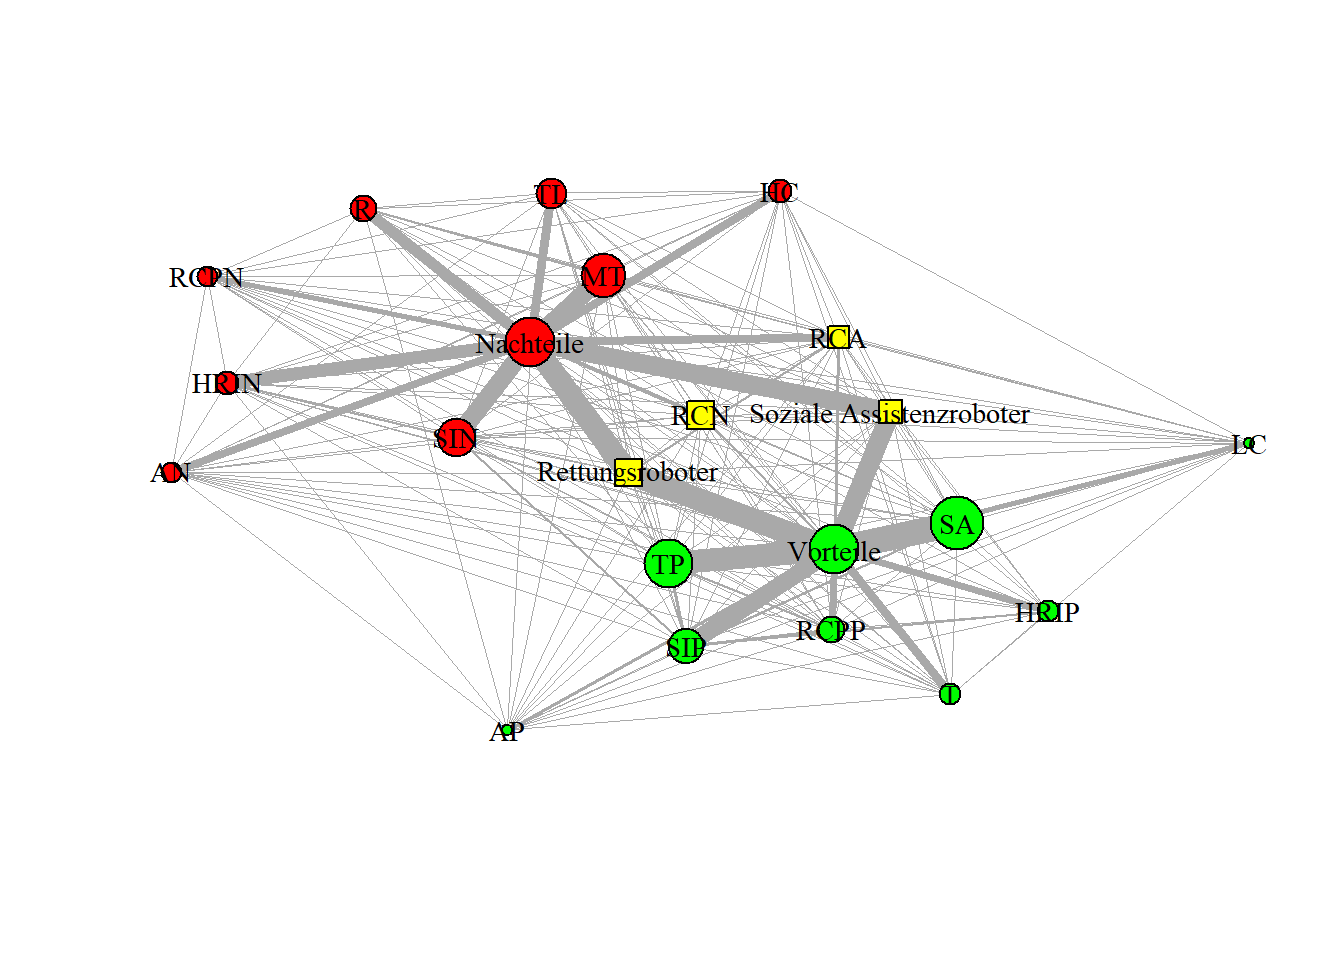 HC
TL
R
RCPN
MT
RCA
Nachteile
HRIN
Soziale Assistenzroboter
RCN
SIN
LC
AN
Rettungsroboter
SA
Vorteile
TP
HRIP
RCPP
SIP
T
AP